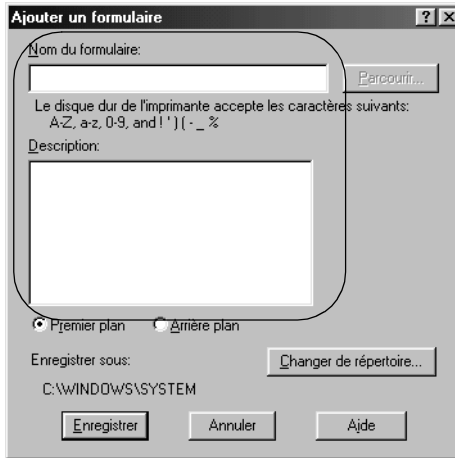 Ajouter un formulaire
Nom du formulaire:
Parcourir...
Le disque dur de l'imprimante accepte les caractères suivants:
A-Z, a-z, 0-9, and ! ' ) ( - _ %
Description:
Premier plan Arrière plan
Enregistrer sous:
Changer de répertoire...
C:\WINDOWS\SYSTEM
Enregistrer Annuler Aide